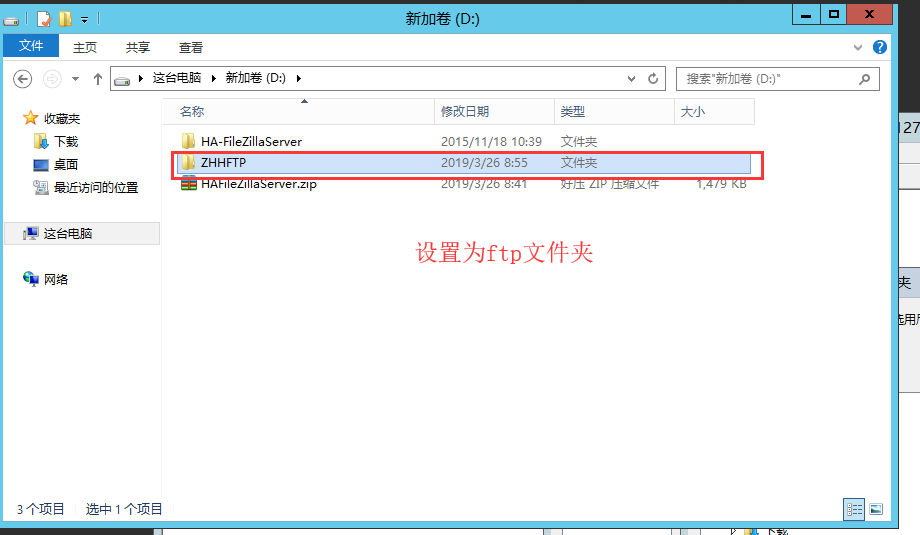 新加卷 (D:)
文件 主页 共享 查看
这台电脑 新加卷 (D:) 搜索"新加卷 (D:)"
名称 修改日期 类型 大小
收藏夹
下载
桌面
最近访问的位置
这台电脑
网络
HA-FileZillaServer 2015/11/18 10:39 文件夹
ZHHFTP 2019/3/26 8:55 文件夹
HAFileZillaServer.zip 2019/3/26 8:41 好压 ZIP 压缩文件 1,479 KB
设置为ftp文件夹
127
夹
选用
3 个项目 选中 1 个项目
下载